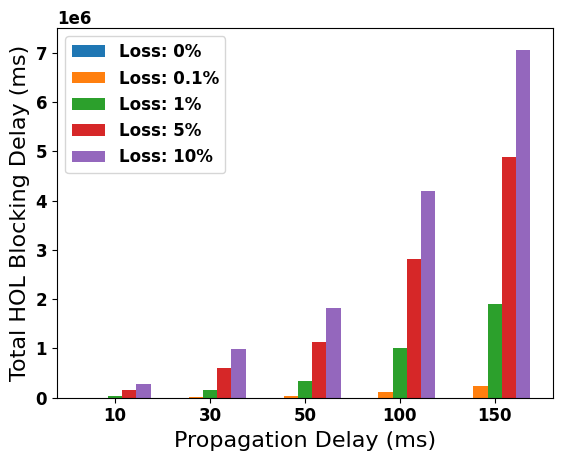 1e6
Total HOL Blocking Delay (ms)
7
6
5
4
3
2
1
0
Loss: 0%
Loss: 0.1%
Loss: 1%
Loss: 5%
Loss: 10%
10 30 50 100 150
Propagation Delay (ms)